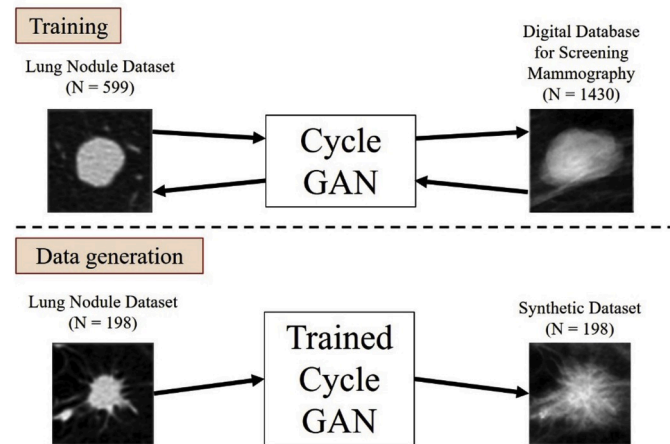 Training
Lung Nodule Dataset
(N = 599)
Digital Database
for Screening
Mammography
(N = 1430)
Cycle
GAN
Data generation
Lung Nodule Dataset
(N = 198)
Trained
Cycle
GAN
Synthetic Dataset
(N = 198)